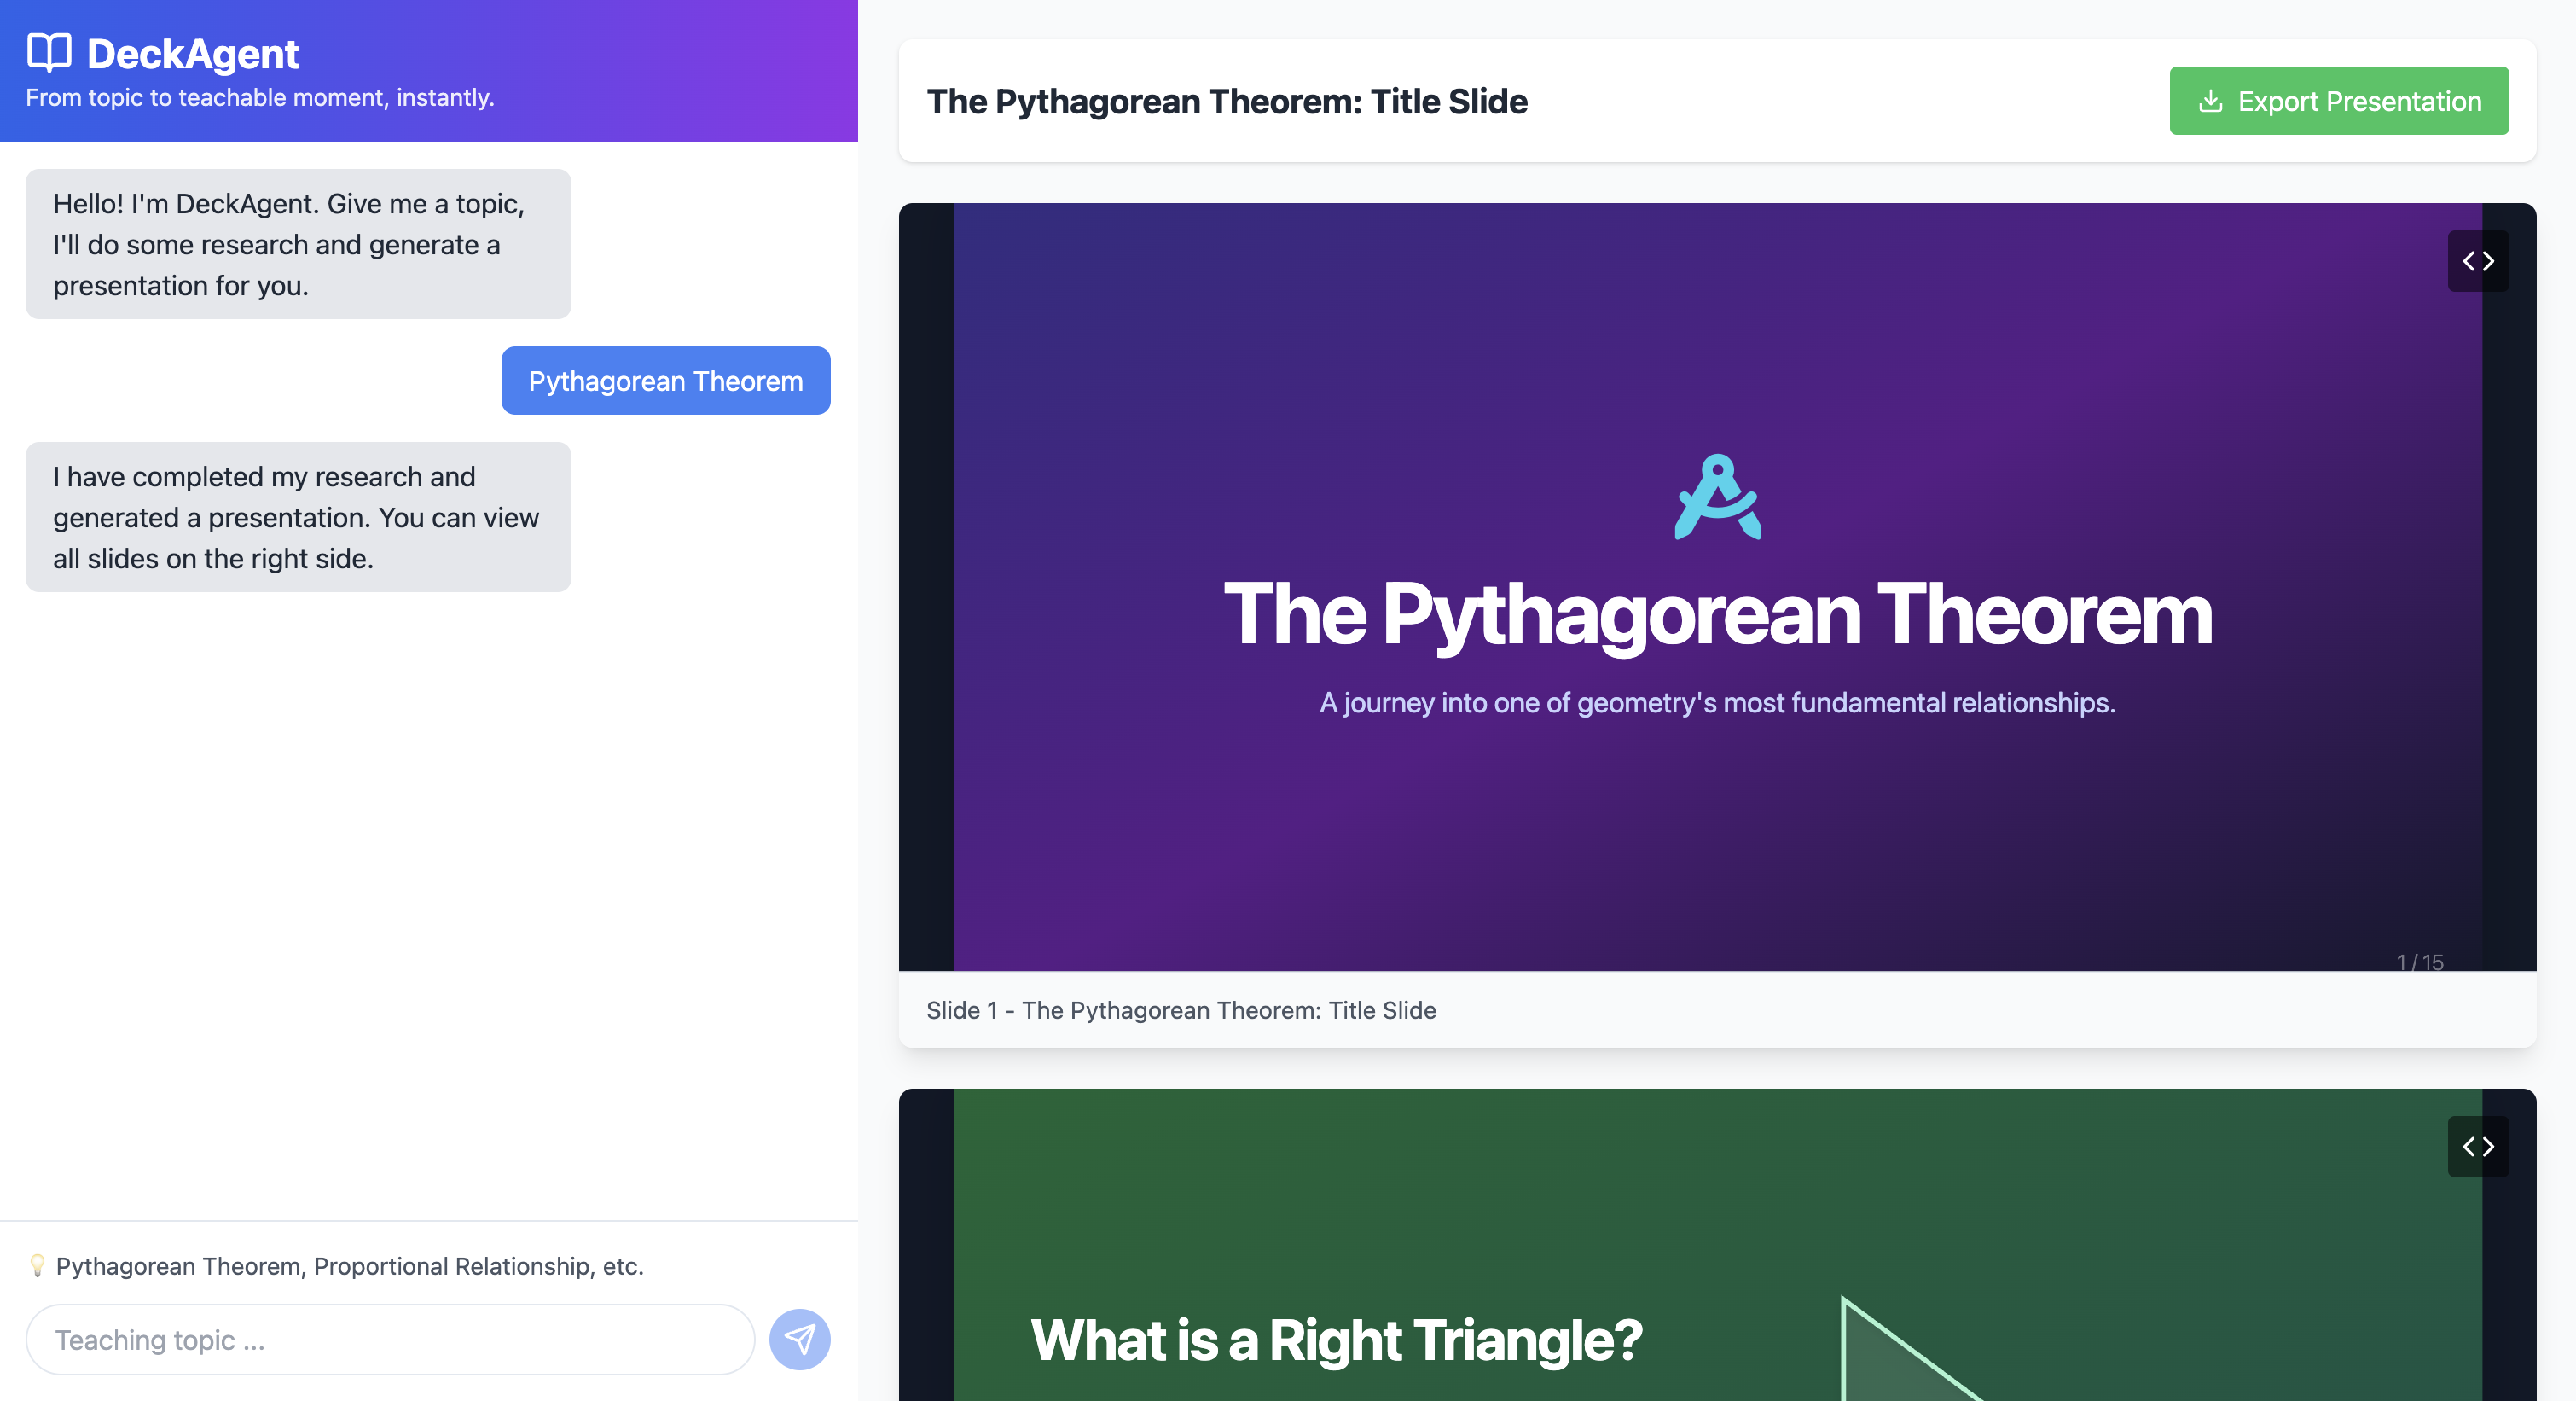 DeckAgent
From topic to teachable moment, instantly.
Hello! I'm DeckAgent. Give me a topic,
I'll do some research and generate a
presentation for you.
Pythagorean Theorem
I have completed my research and
generated a presentation. You can view
all slides on the right side.
💡 Pythagorean Theorem, Proportional Relationship, etc.
Teaching topic ...
The Pythagorean Theorem: Title Slide
Export Presentation
The Pythagorean Theorem
A journey into one of geometry's most fundamental relationships.
1 / 15
Slide 1 - The Pythagorean Theorem: Title Slide
What is a Right Triangle?